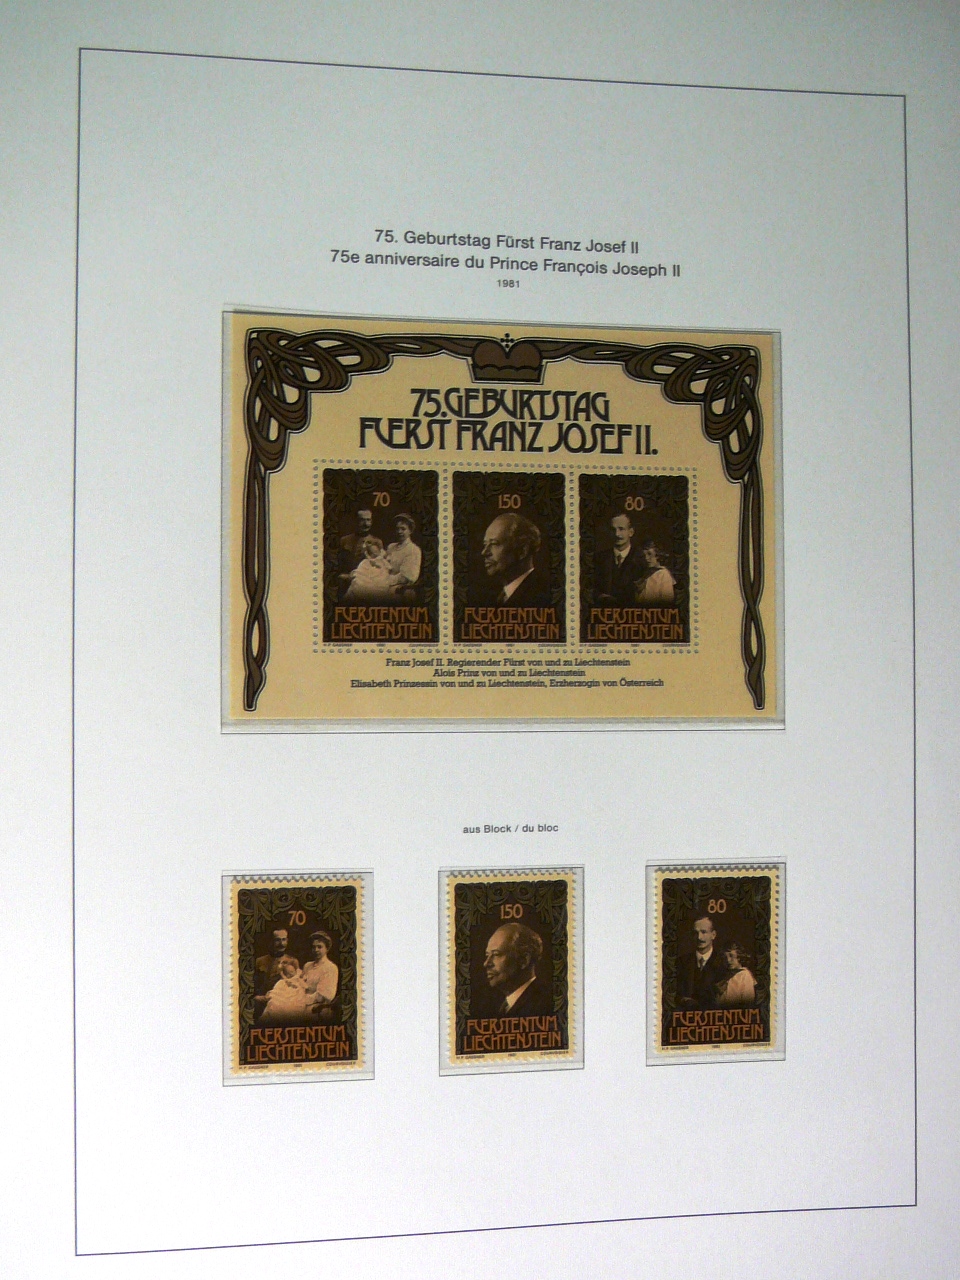 75. Geburtstag Fürst Franz Josef II
75e anniversaire du Prince François Joseph II
1981
75. GEBURTSTAG
FUERST FRANZ JOSEF II.
70 150 80
FUERSTENTUM LIECHTENSTEIN
FUERSTENTUM LIECHTENSTEIN
FUERSTENTUM LIECHTENSTEIN
Franz Josef II. Regierender Fürst von und zu Liechtenstein
Alois Prinz von und zu Liechtenstein
Elisabeth Prinzessin von und zu Liechtenstein, Erzherzogin von Österreich
aus Block / du bloc
70 150 80
FUERSTENTUM LIECHTENSTEIN
FUERSTENTUM LIECHTENSTEIN
FUERSTENTUM LIECHTENSTEIN